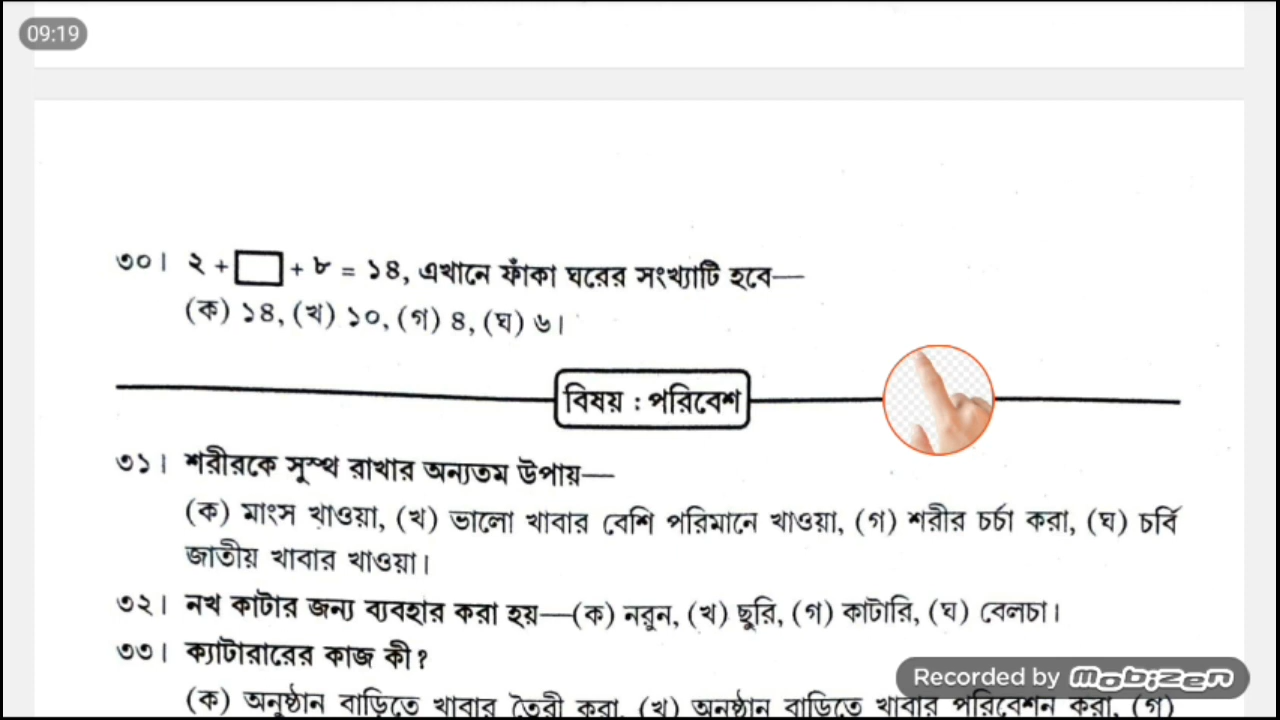 09:19
৩০। ২ + + ৮ = ১৪, এখানে ফাঁকা ঘরের সংখ্যাটি হবে—
(ক) ১৪, (খ) ১০, (গ) ৪, (ঘ) ৬।
বিষয় : পরিবেশ
৩১। শরীরকে সুস্থ রাখার অন্যতম উপায়—
(ক) মাংস খাওয়া, (খ) ভালো খাবার বেশি পরিমানে খাওয়া, (গ) শরীর চর্চা করা, (ঘ) চর্বি
জাতীয় খাবার খাওয়া।
৩২। নখ কাটার জন্য ব্যবহার করা হয়—(ক) নরুন, (খ) ছুরি, (গ) কাটারি, (ঘ) বেলচা।
৩৩। ক্যাটারারের কাজ কী?
(ক) অনুষ্ঠান বাড়িতে খাবার তৈরী করা, (খ) অনুষ্ঠান বাড়িতে খাবার পরিবেশন করা, (গ)
Recorded by mobizen